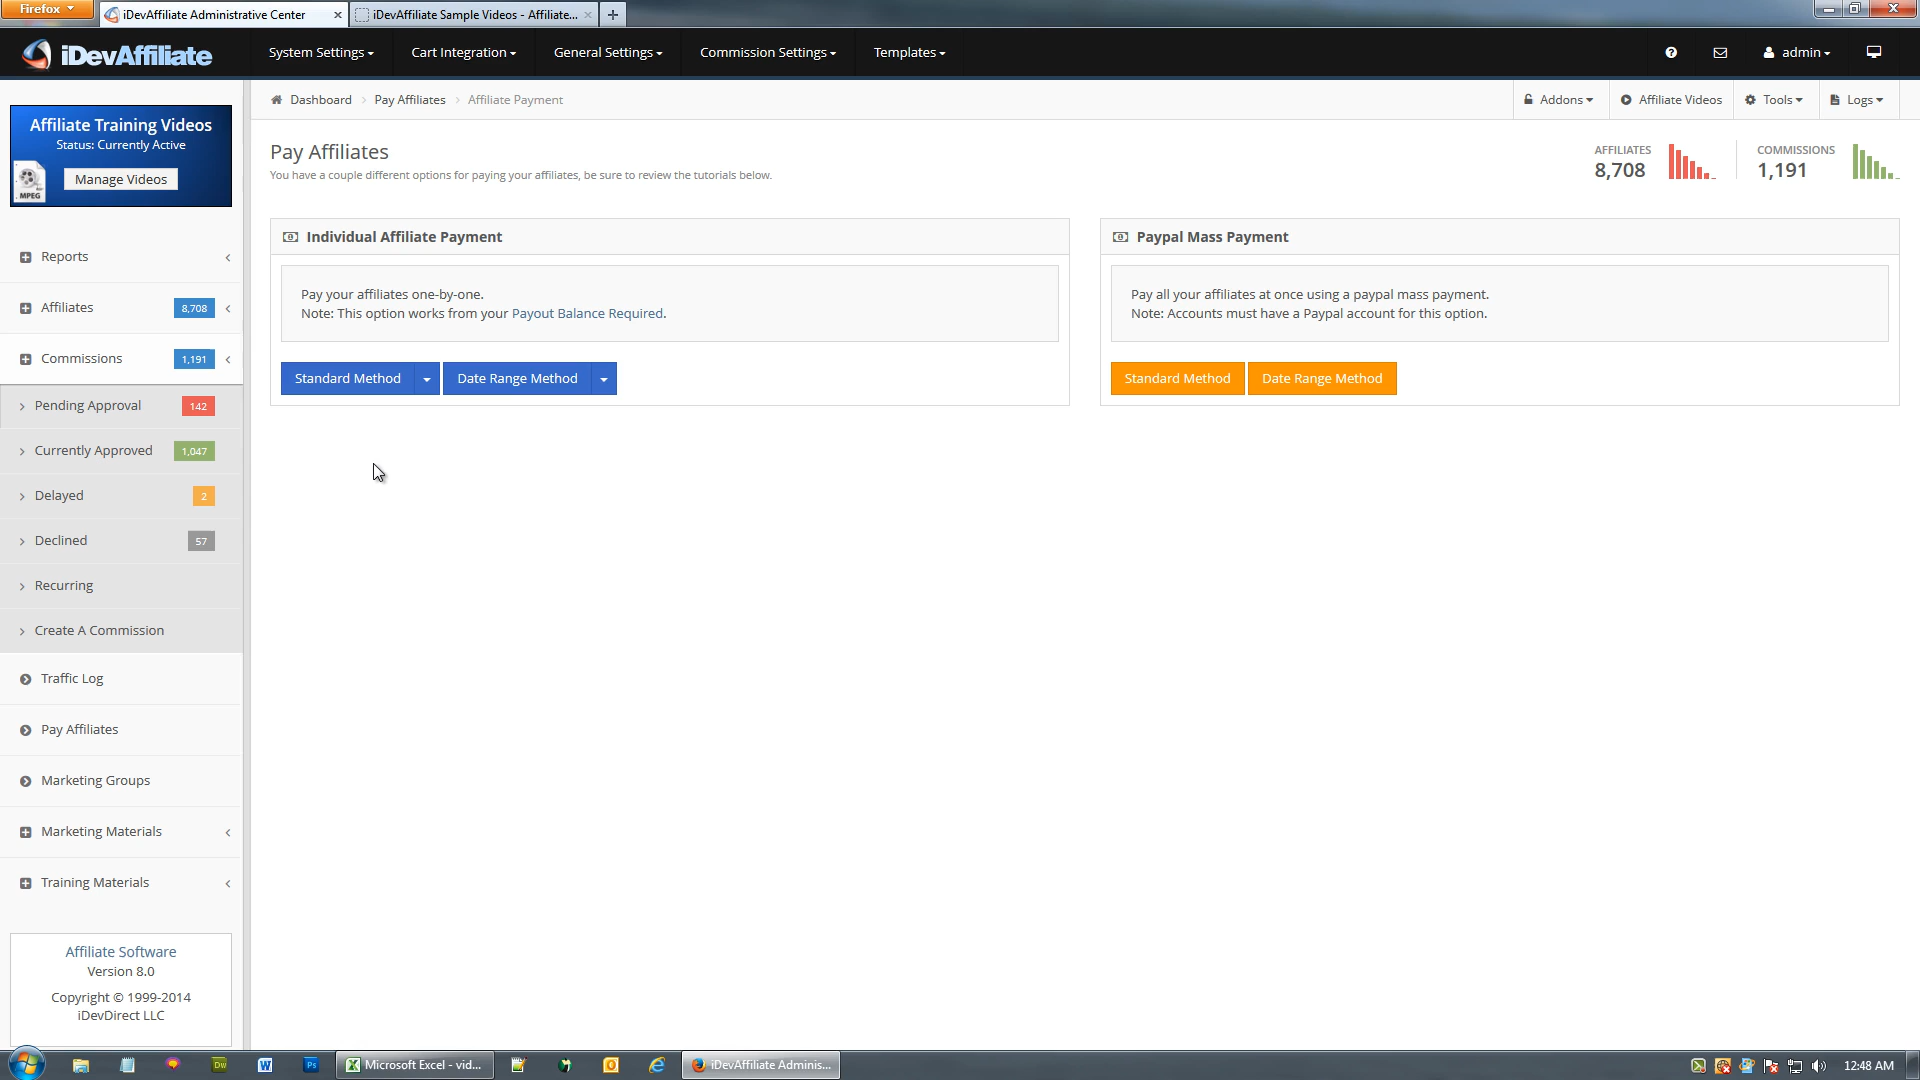 Firefox
iDevAffiliate Administrative Center
iDevAffiliate Sample Videos - Affiliate...
iDevAffiliate
System Settings
Cart Integration
General Settings
Commission Settings
Templates
admin
Affiliate Training Videos
Status: Currently Active
Manage Videos
MPEG
Dashboard
Pay Affiliates
Affiliate Payment
Addons
Affiliate Videos
Tools
Logs
Pay Affiliates
You have a couple different options for paying your affiliates, be sure to review the tutorials below.
AFFILIATES
8,708
COMMISSIONS
1,191
Reports
Affiliates 8,708
Commissions 1,191
Pending Approval 142
Currently Approved 1,047
Delayed 2
Declined 57
Recurring
Create A Commission
Traffic Log
Pay Affiliates
Marketing Groups
Marketing Materials
Training Materials
Individual Affiliate Payment
Pay your affiliates one-by-one.
Note: This option works from your Payout Balance Required.
Standard Method
Date Range Method
Paypal Mass Payment
Pay all your affiliates at once using a paypal mass payment.
Note: Accounts must have a Paypal account for this option.
Standard Method
Date Range Method
Affiliate Software
Version 8.0
Copyright © 1999-2014
iDevDirect LLC
Dw
W
Ps
Microsoft Excel - vid...
iDevAffiliate Adminis...
12:48 AM